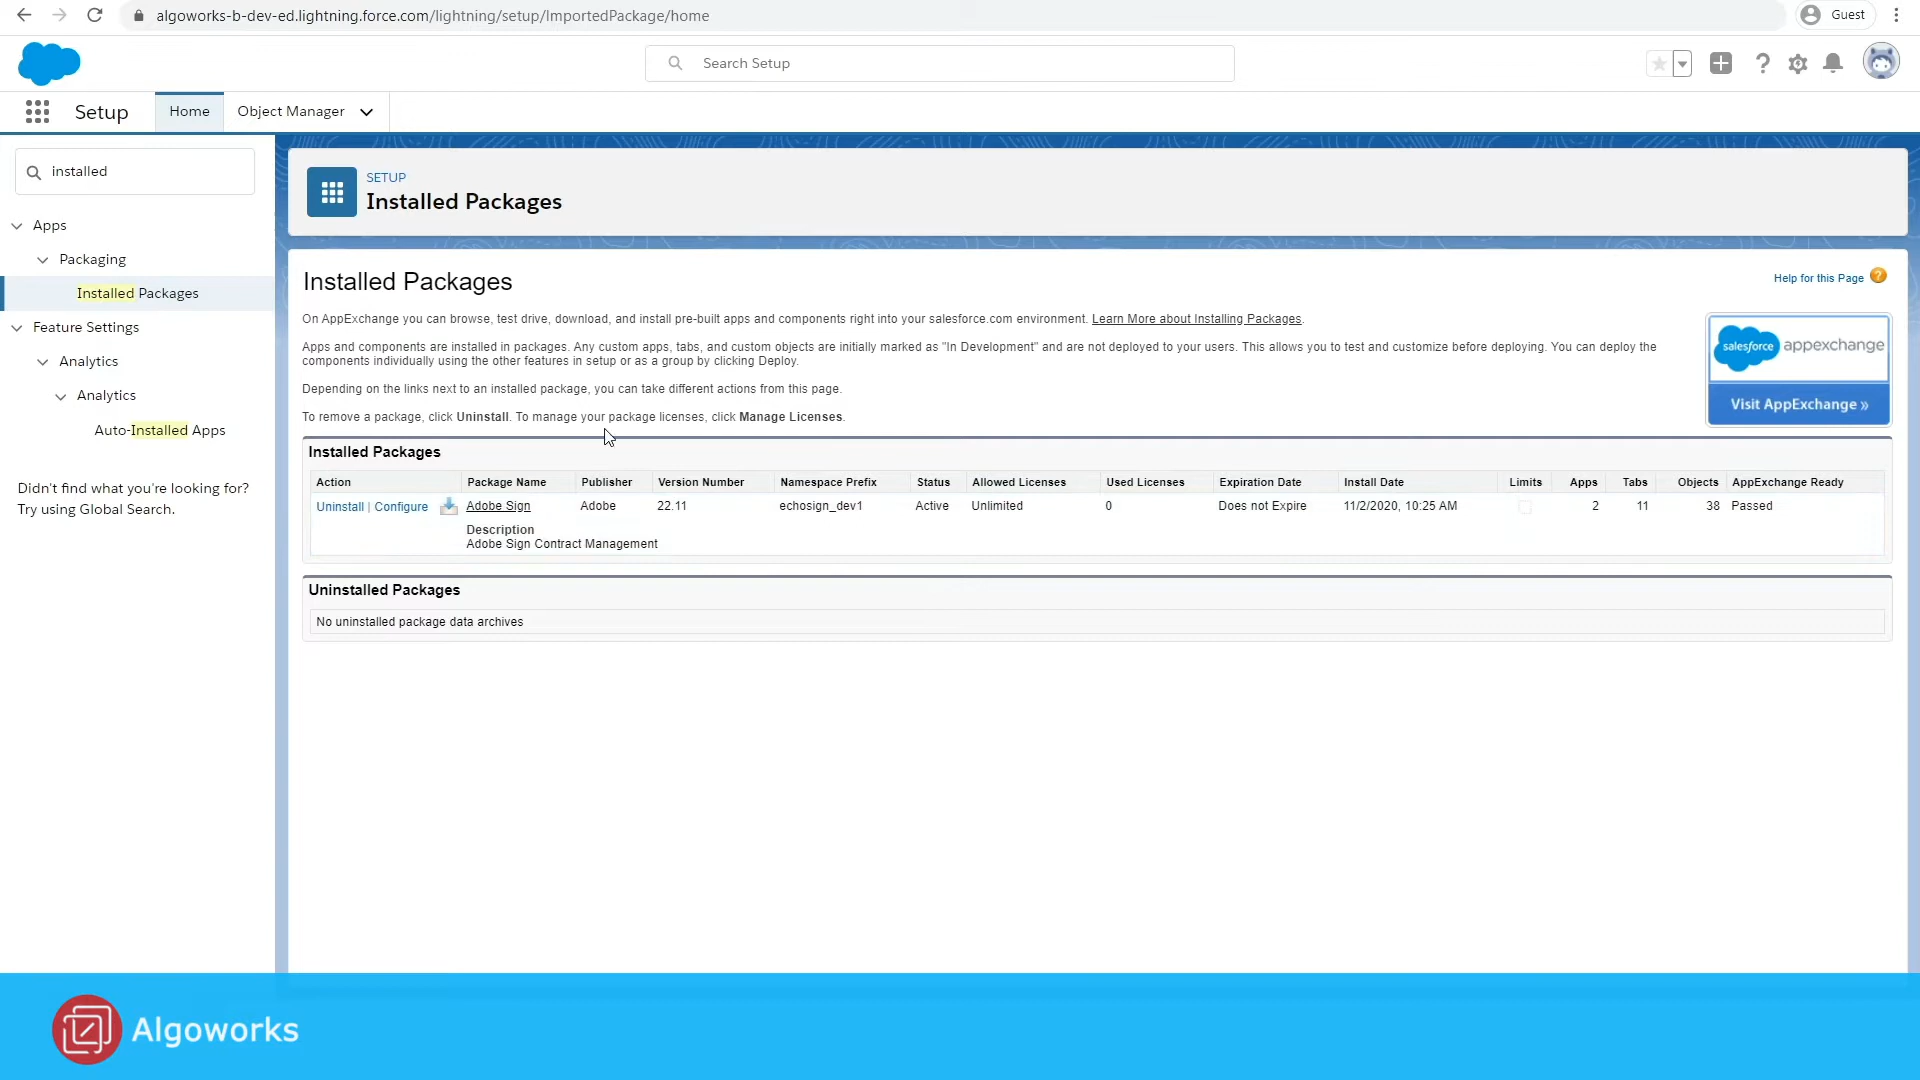 algoworks-b-dev-ed.lightning.force.com/lightning/setup/ImportedPackage/home
Guest
Search Setup
Setup
Home
Object Manager
installed
Apps
Packaging
Installed Packages
Feature Settings
Analytics
Analytics
Auto-Installed Apps
Didn't find what you're looking for?
Try using Global Search.
SETUP
Installed Packages
Installed Packages
Help for this Page ?
On AppExchange you can browse, test drive, download, and install pre-built apps and components right into your salesforce.com environment. Learn More about Installing Packages.
Apps and components are installed in packages. Any custom apps, tabs, and custom objects are initially marked as "In Development" and are not deployed to your users. This allows you to test and customize before deploying. You can deploy the
components individually using the other features in setup or as a group by clicking Deploy.
Depending on the links next to an installed package, you can take different actions from this page.
To remove a package, click Uninstall. To manage your package licenses, click Manage Licenses.
salesforce appexchange
Visit AppExchange »
Installed Packages
Action Package Name Publisher Version Number Namespace Prefix Status Allowed Licenses Used Licenses Expiration Date Install Date Limits Apps Tabs Objects AppExchange Ready
Uninstall | Configure Adobe Sign Adobe 22.11 echosign_dev1 Active Unlimited 0 Does not Expire 11/2/2020, 10:25 AM 2 11 38 Passed
Description
Adobe Sign Contract Management
Uninstalled Packages
No uninstalled package data archives
Algoworks